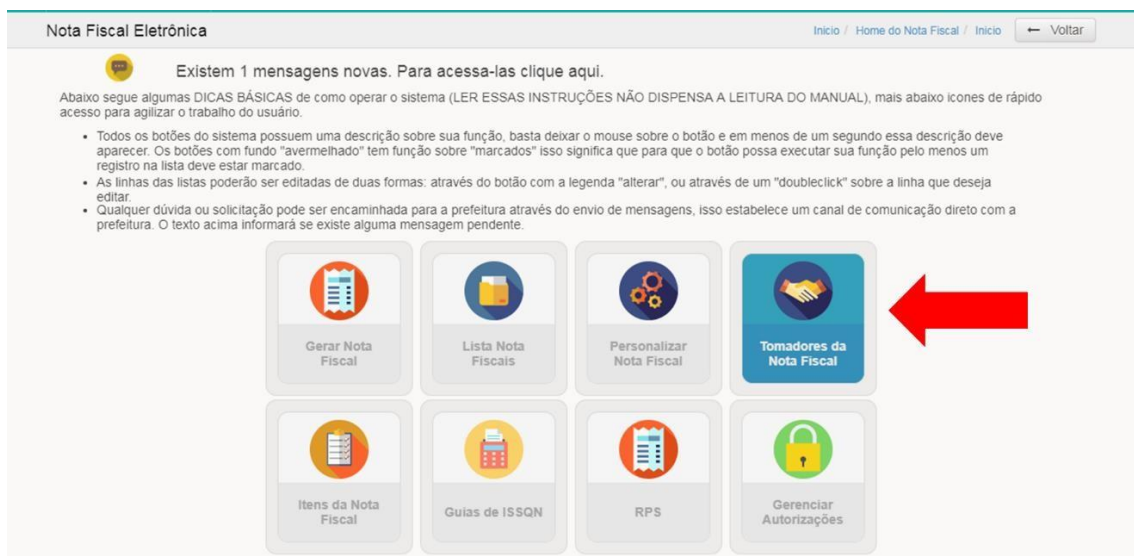 Nota Fiscal Eletrônica
Inicio / Home do Nota Fiscal / Inicio
← Voltar
Existem 1 mensagens novas. Para acessa-las clique aqui.
Abaixo segue algumas DICAS BÁSICAS de como operar o sistema (LER ESSAS INSTRUÇÕES NÃO DISPENSA A LEITURA DO MANUAL), mais abaixo icones de rápido
acesso para agilizar o trabalho do usuário.
• Todos os botões do sistema possuem uma descrição sobre sua função, basta deixar o mouse sobre o botão e em menos de um segundo essa descrição deve
aparecer. Os botões com fundo "avermelhado" tem função sobre "marcados" isso significa que para que o botão possa executar sua função pelo menos um
registro na lista deve estar marcado.
• As linhas das listas poderão ser editadas de duas formas: através do botão com a legenda "alterar", ou através de um "doubleclick" sobre a linha que deseja
editar.
• Qualquer dúvida ou solicitação pode ser encaminhada para a prefeitura através do envio de mensagens, isso estabelece um canal de comunicação direto com a
prefeitura. O texto acima informará se existe alguma mensagem pendente.
Gerar Nota
Fiscal
Lista Nota
Fiscais
Personalizar
Nota Fiscal
Tomadores da
Nota Fiscal
Itens da Nota
Fiscal
Guias de ISSQN
RPS
Gerenciar
Autorizações